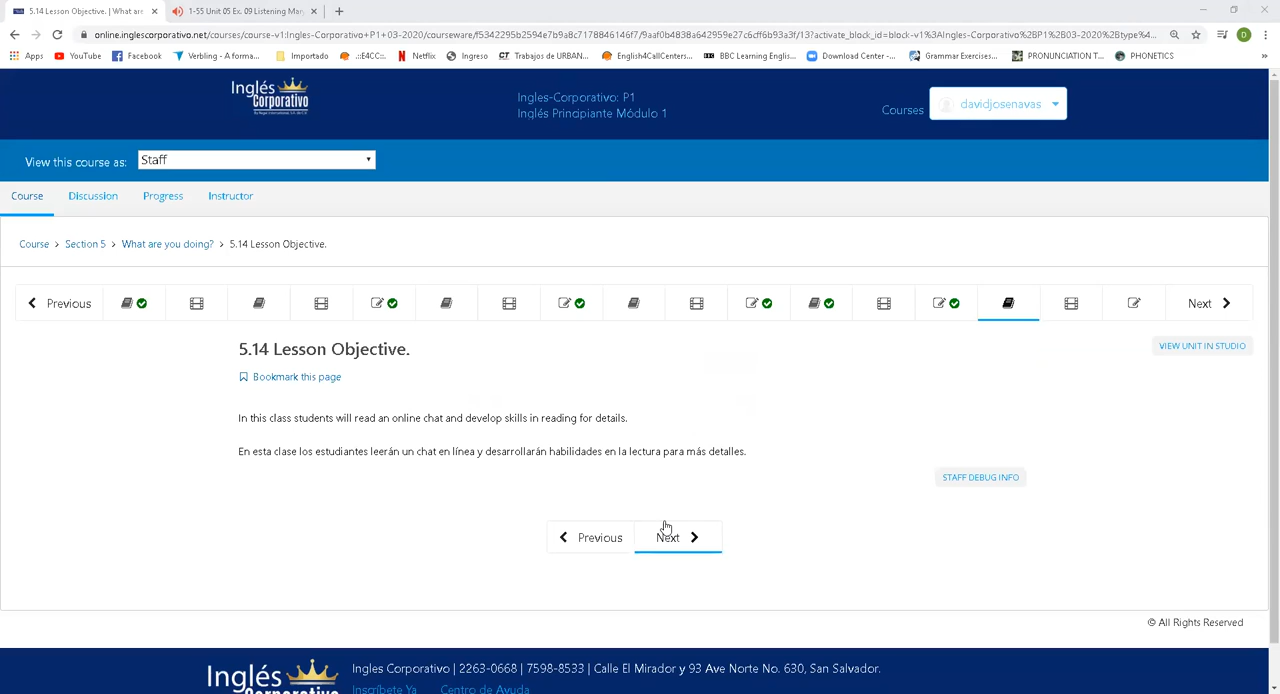 5.14 Lesson Objective. | What are
1-55 Unit 05 Ex. 09 Listening Mar
online.inglescorporativo.net/courses/course-v1:Ingles-Corporativo+P1+03-2020/courseware/f5342295b2594e7b9a8c7178846146f7/9aaf0b4838a642959e27c6cff6b93a3f/13?activate_block_id=block-v1%3AIngles-Corporativo%2BP1%2B03-2020%2Btype%4...
D
Apps YouTube Facebook Verbling - A forma... Importado .::E4CC::. Netflix Ingreso Trabajos de URBAN... English4CallCenters... BBC Learning Englis... Download Center -... Grammar Exercises... PRONUNCIATION T... PHONETICS
Inglés
Corporativo
Ingles-Corporativo: P1
Inglés Principiante Módulo 1
Courses davidjosenavas
View this course as: Staff
Course Discussion Progress Instructor
Course > Section 5 > What are you doing? > 5.14 Lesson Objective.
Previous Next
5.14 Lesson Objective.
VIEW UNIT IN STUDIO
Bookmark this page
In this class students will read an online chat and develop skills in reading for details.
En esta clase los estudiantes leerán un chat en línea y desarrollarán habilidades en la lectura para más detalles.
STAFF DEBUG INFO
Previous Next
© All Rights Reserved
Inglés
Corporativo
Ingles Corporativo | 2263-0668 | 7598-8533 | Calle El Mirador y 93 Ave Norte No. 630, San Salvador.
Inscríbete Ya Centro de Ayuda